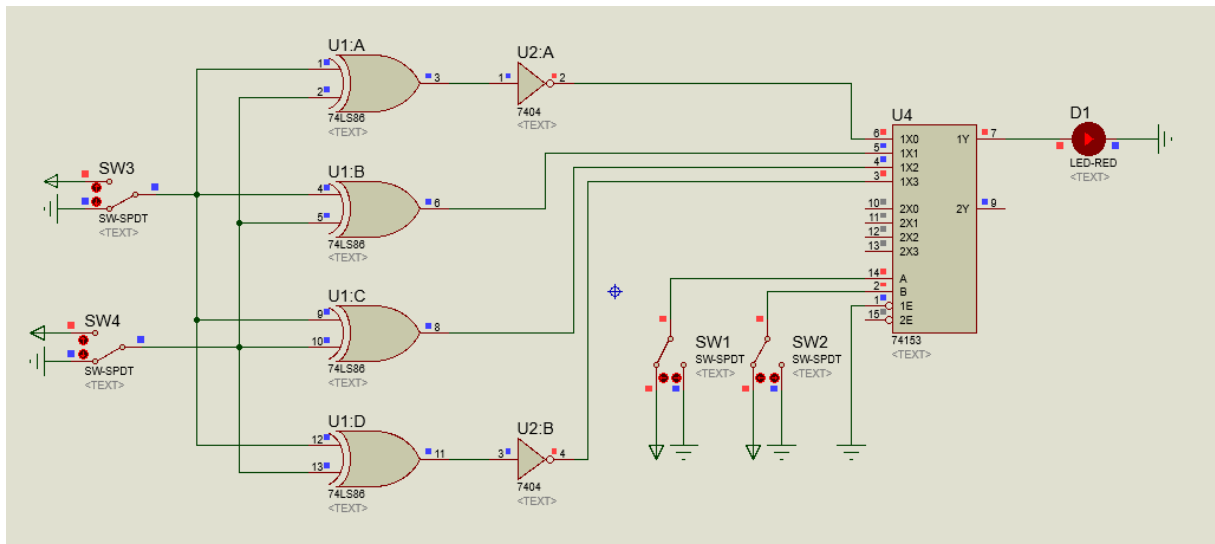 U1:A
1
2
3
74LS86
<TEXT>
U2:A
1
2
7404
<TEXT>
U1:B
4
5
6
74LS86
<TEXT>
U1:C
9
10
8
74LS86
<TEXT>
U1:D
12
13
11
74LS86
<TEXT>
U2:B
3
4
7404
<TEXT>
SW3
SW-SPDT
<TEXT>
SW4
SW-SPDT
<TEXT>
SW1
SW-SPDT
<TEXT>
SW2
SW-SPDT
<TEXT>
U4
6 1X0 1Y 7
5 1X1
4 1X2
3 1X3
10 2X0 2Y 9
11 2X1
12 2X2
13 2X3
14 A
2 B
1 1E
15 2E
74153
<TEXT>
D1
LED-RED
<TEXT>